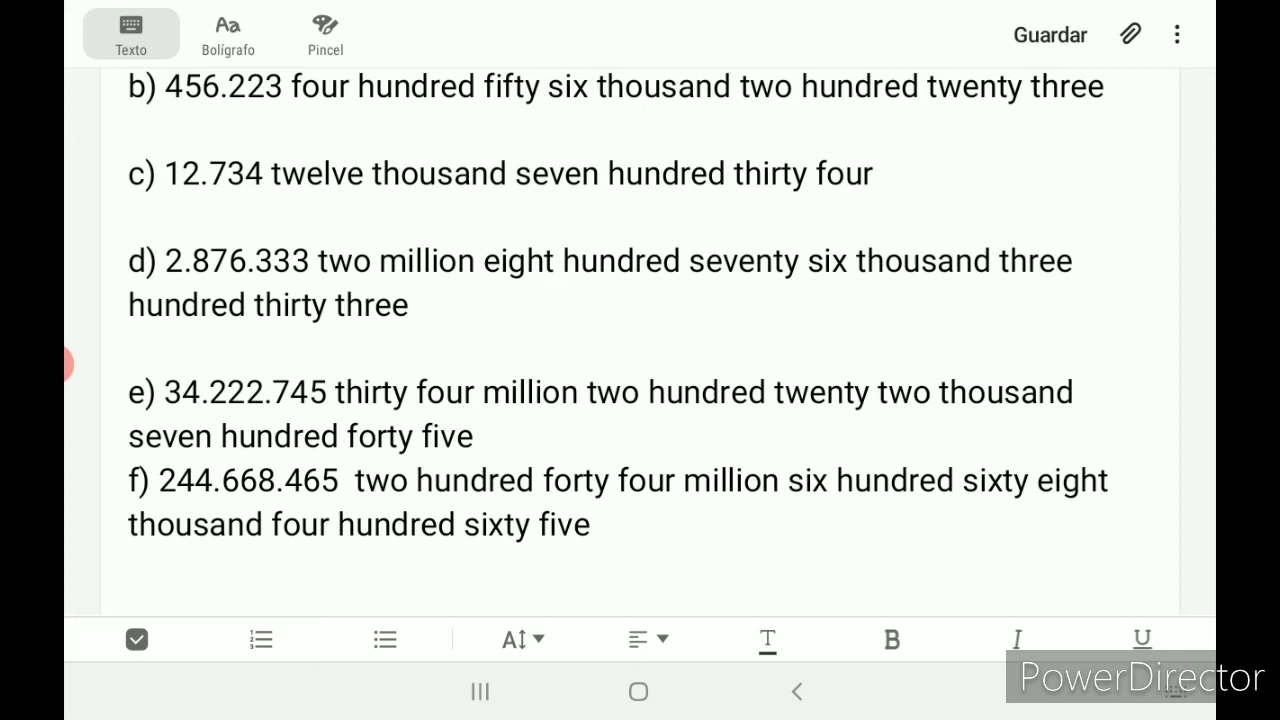 Texto
Aa
Bolígrafo
Pincel
Guardar
b) 456.223 four hundred fifty six thousand two hundred twenty three
c) 12.734 twelve thousand seven hundred thirty four
d) 2.876.333 two million eight hundred seventy six thousand three
hundred thirty three
e) 34.222.745 thirty four million two hundred twenty two thousand
seven hundred forty five
f) 244.668.465  two hundred forty four million six hundred sixty eight
thousand four hundred sixty five
A T B I U
PowerDirector